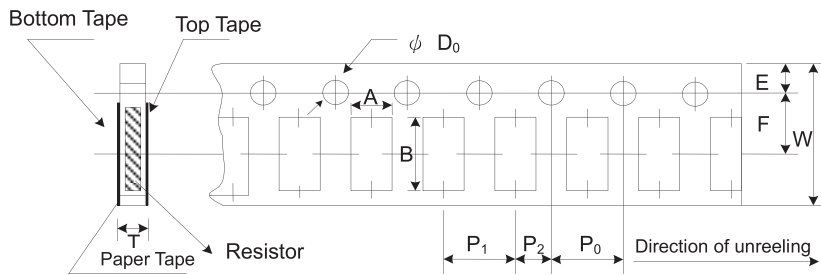 Bottom Tape
Top Tape
ϕ D0
A
B
E
F
W
T
Paper Tape
Resistor
P1
P2
P0
Direction of unreeling